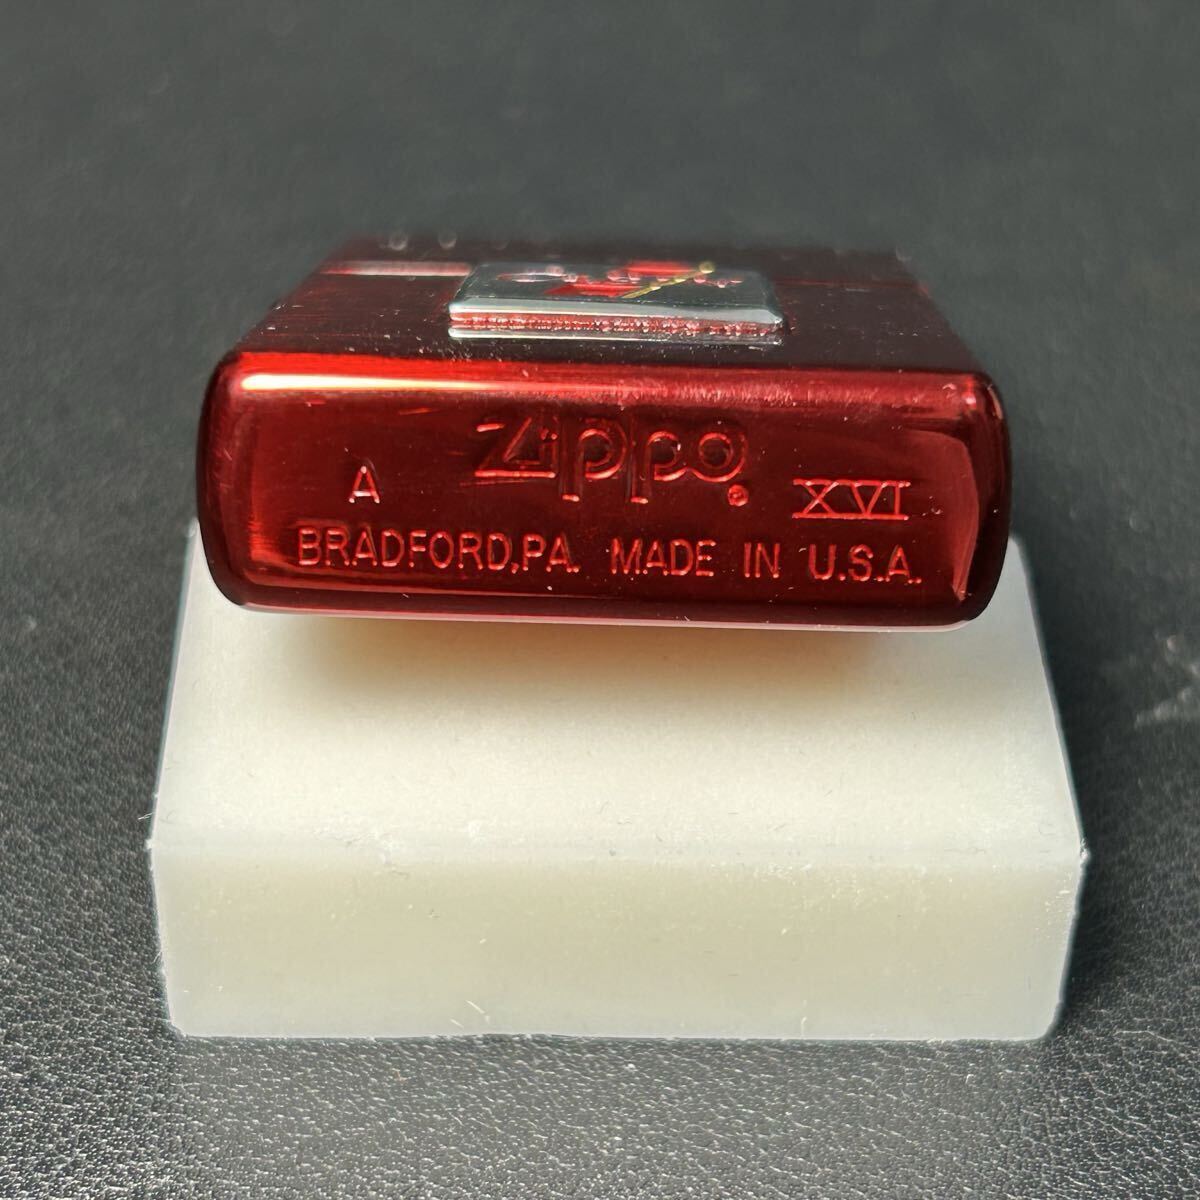 Zippo®
A XVI
BRADFORD,PA. MADE IN U.S.A.